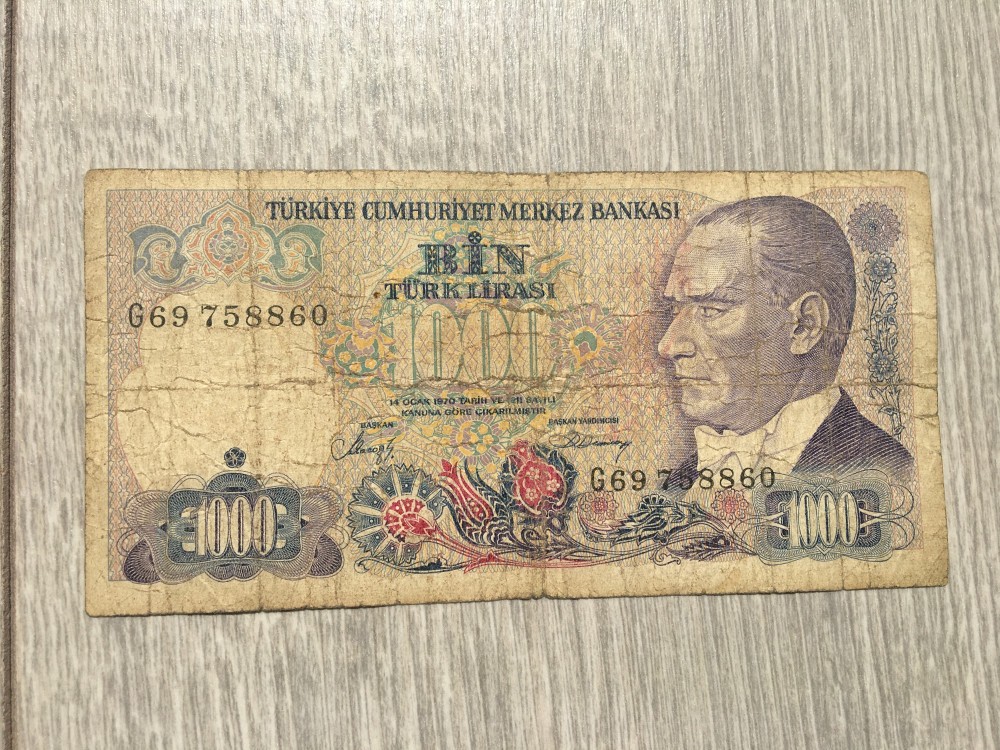 TÜRKİYE CUMHURİYET MERKEZ BANKASI
BİN
TÜRK LİRASI
G69 758860
1000
14 OCAK 1970 TARİH VE 1211 SAYILI
KANUNA GÖRE ÇIKARILMIŞTIR
BAŞKAN
BAŞKAN YARDIMCISI
G69 758860
1000
1000